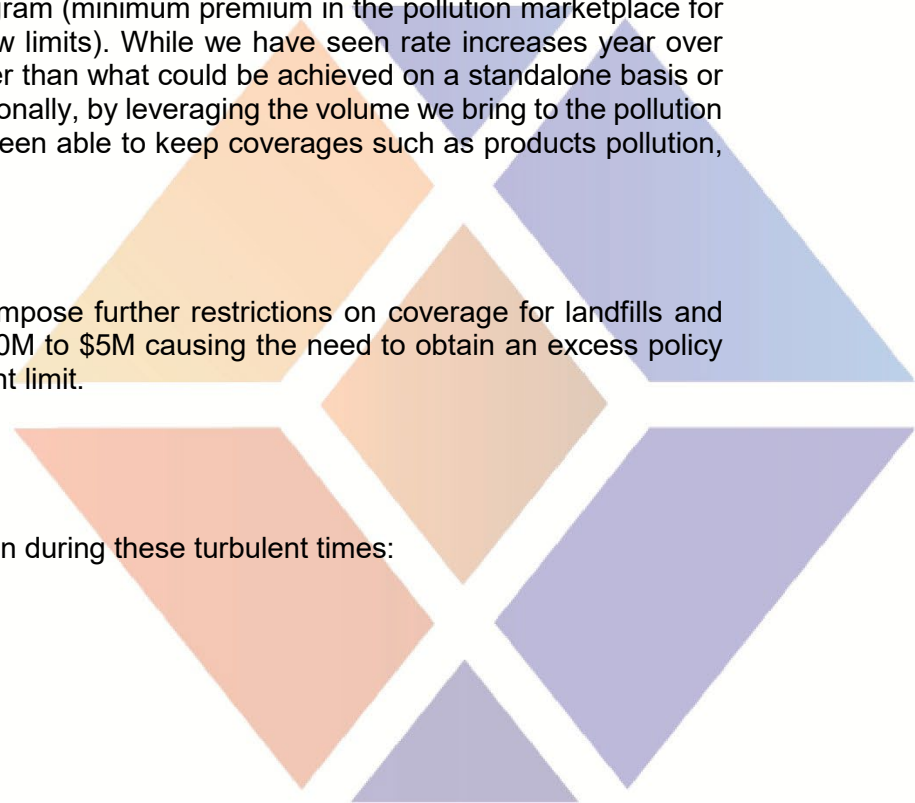 gram (minimum premium in the pollution marketplace for
w limits). While we have seen rate increases year over
er than what could be achieved on a standalone basis or
onally, by leveraging the volume we bring to the pollution
een able to keep coverages such as products pollution,
mpose further restrictions on coverage for landfills and
0M to $5M causing the need to obtain an excess policy
nt limit.
n during these turbulent times: